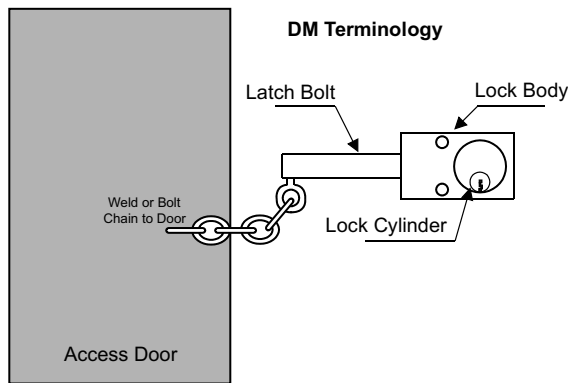 DM Terminology
Latch Bolt
Lock Body
Weld or Bolt
Chain to Door
Lock Cylinder
Access Door